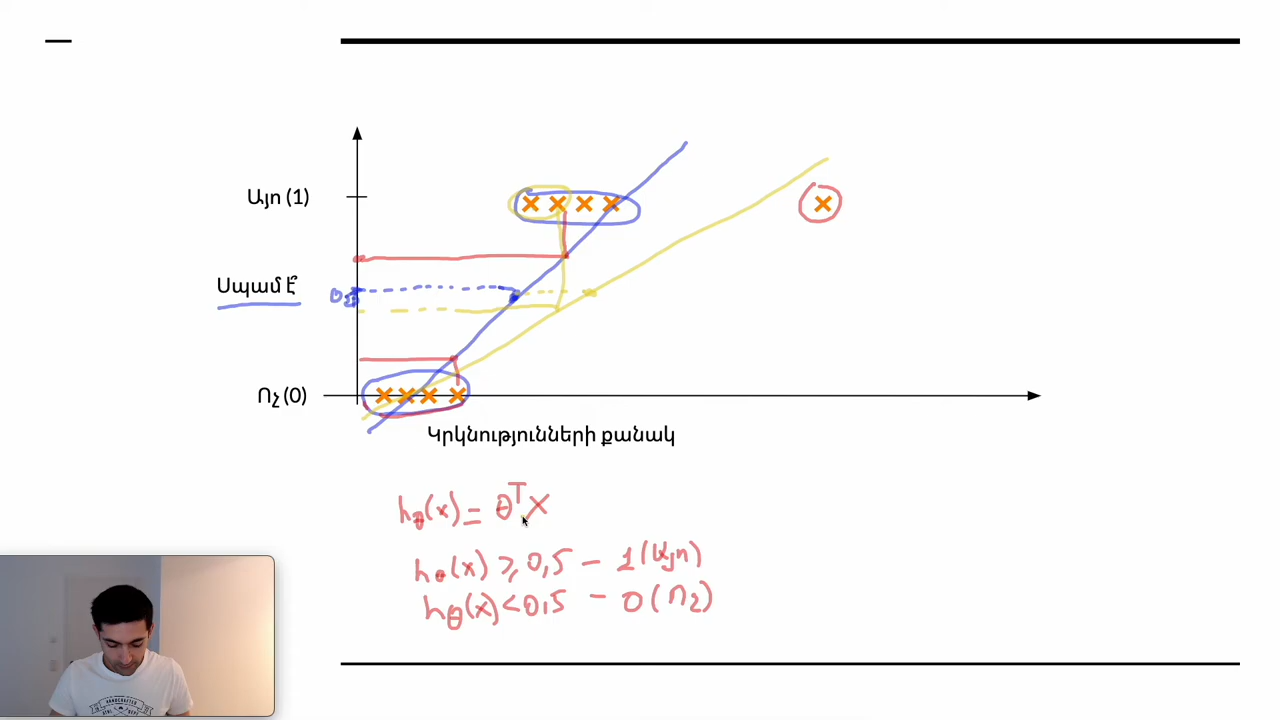 Այո (1)
Սպամ է՞
0,5
Ոչ (0)
Կրկնությունների քանակ
hθ(x) = θᵀX
hθ(x) ≥ 0,5 – 1 (Այո)
hθ(x) < 0,5 – 0 (Ոչ)
HANDCRAFTED